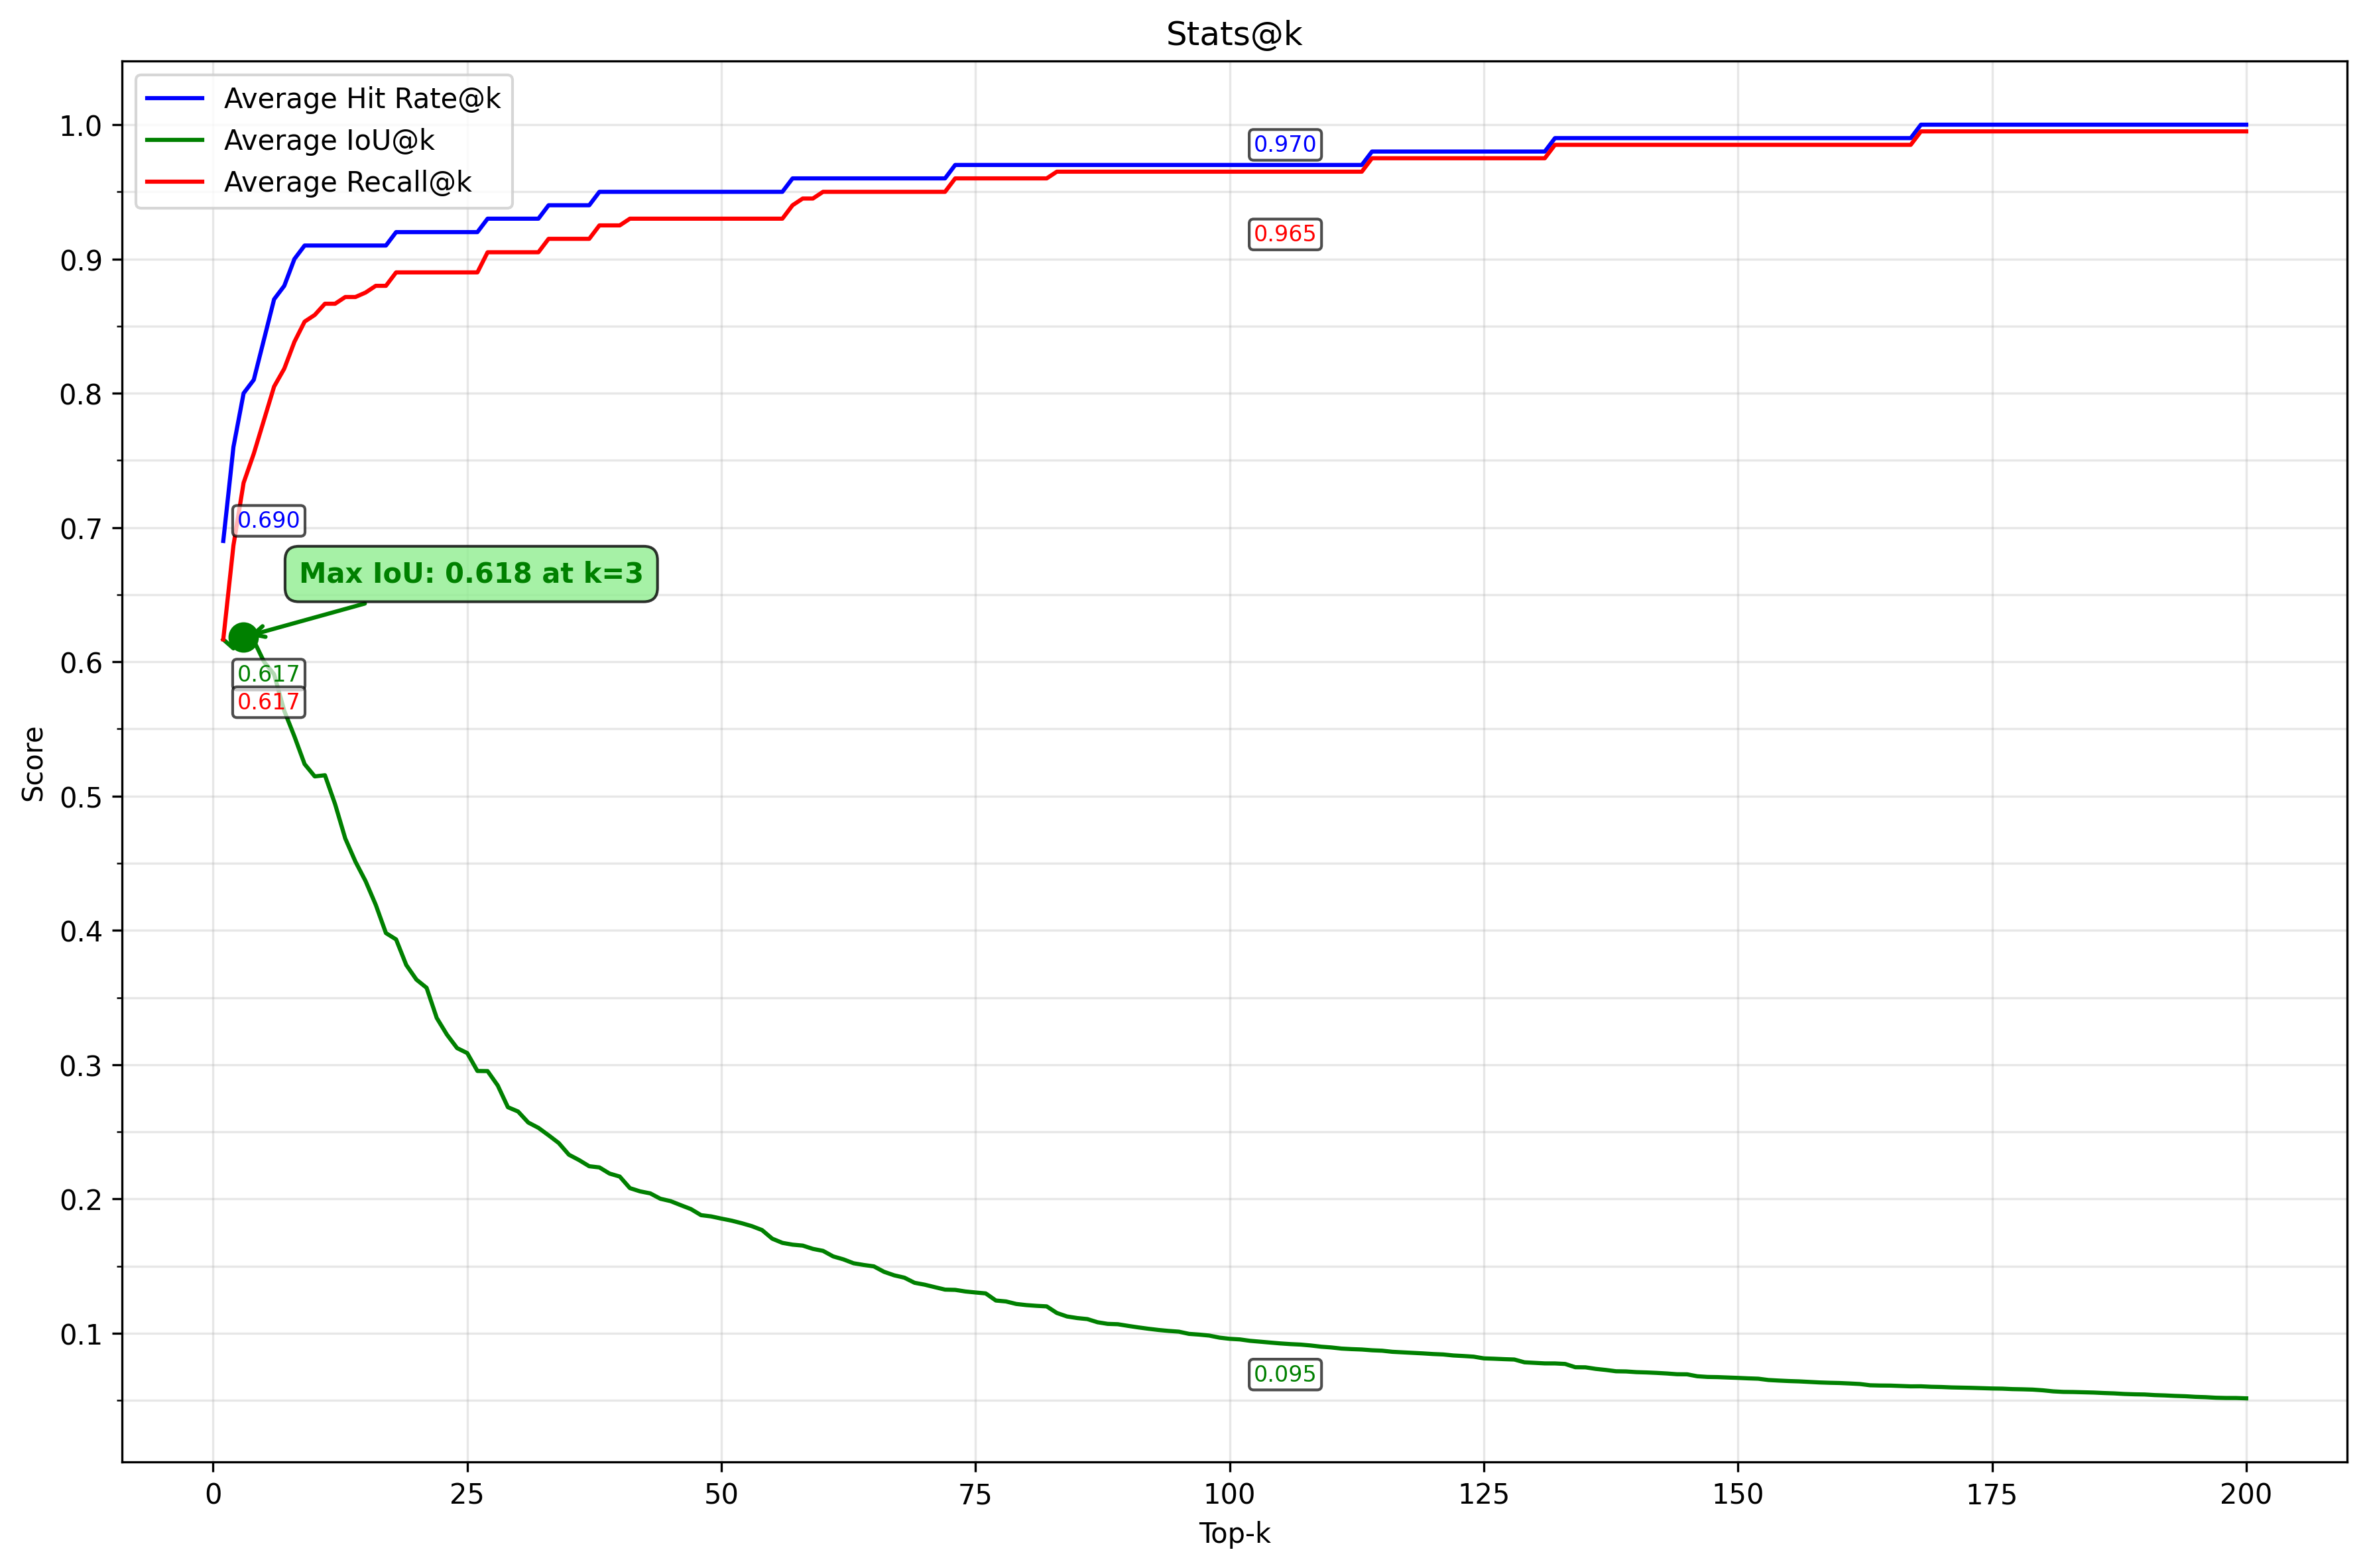 Stats@k
Average Hit Rate@k
Average IoU@k
Average Recall@k
1.0
0.9
0.8
0.7
0.6
0.5
0.4
0.3
0.2
0.1
Score
0.970
0.965
0.690
Max IoU: 0.618 at k=3
0.617
0.617
0.095
0 25 50 75 100 125 150 175 200
Top-k